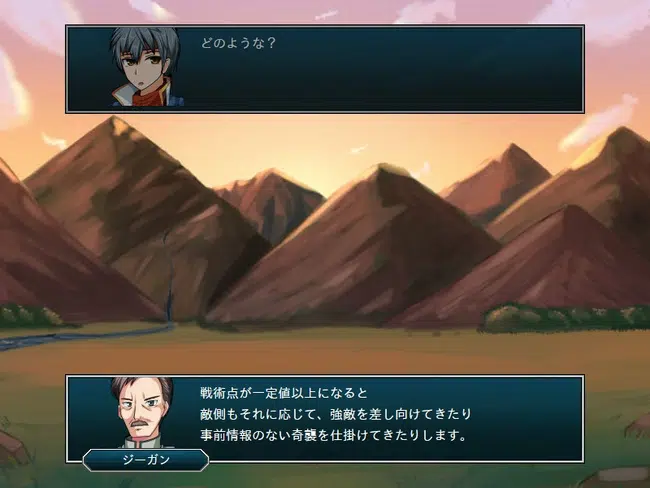 どのような？
戦術点が一定値以上になると
敵側もそれに応じて、強敵を差し向けてきたり
事前情報のない奇襲を仕掛けてきたりします。
ジーガン